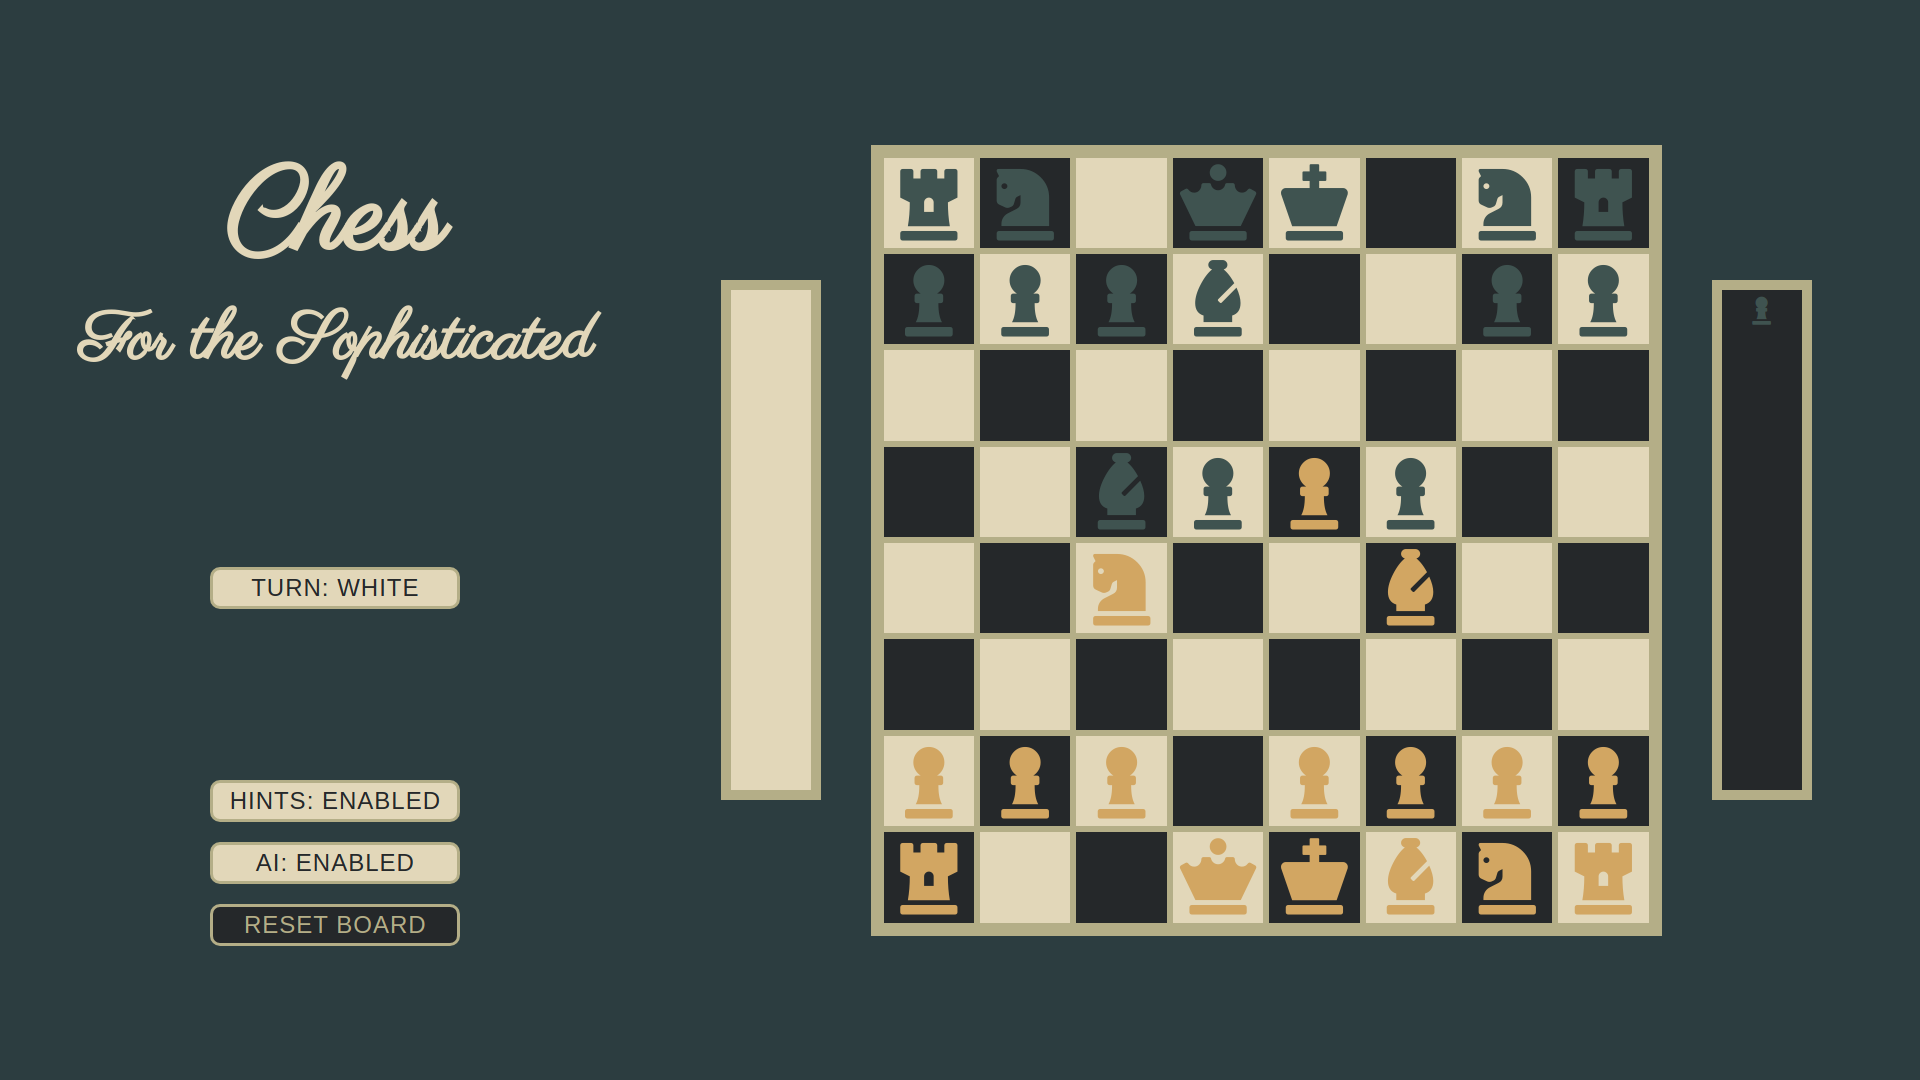 Chess
For the Sophisticated
TURN: WHITE
HINTS: ENABLED
AI: ENABLED
RESET BOARD